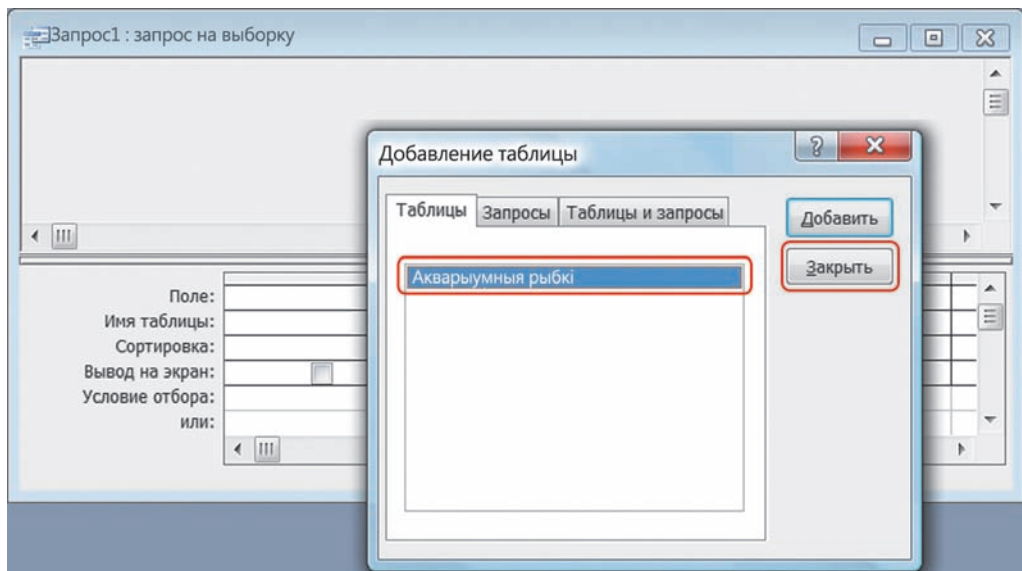 Запрос1 : запрос на выборку
Добавление таблицы
Таблицы Запросы Таблицы и запросы
Добавить
Закрыть
Акварыумныя рыбкі
Поле:
Имя таблицы:
Сортировка:
Вывод на экран:
Условие отбора:
или: